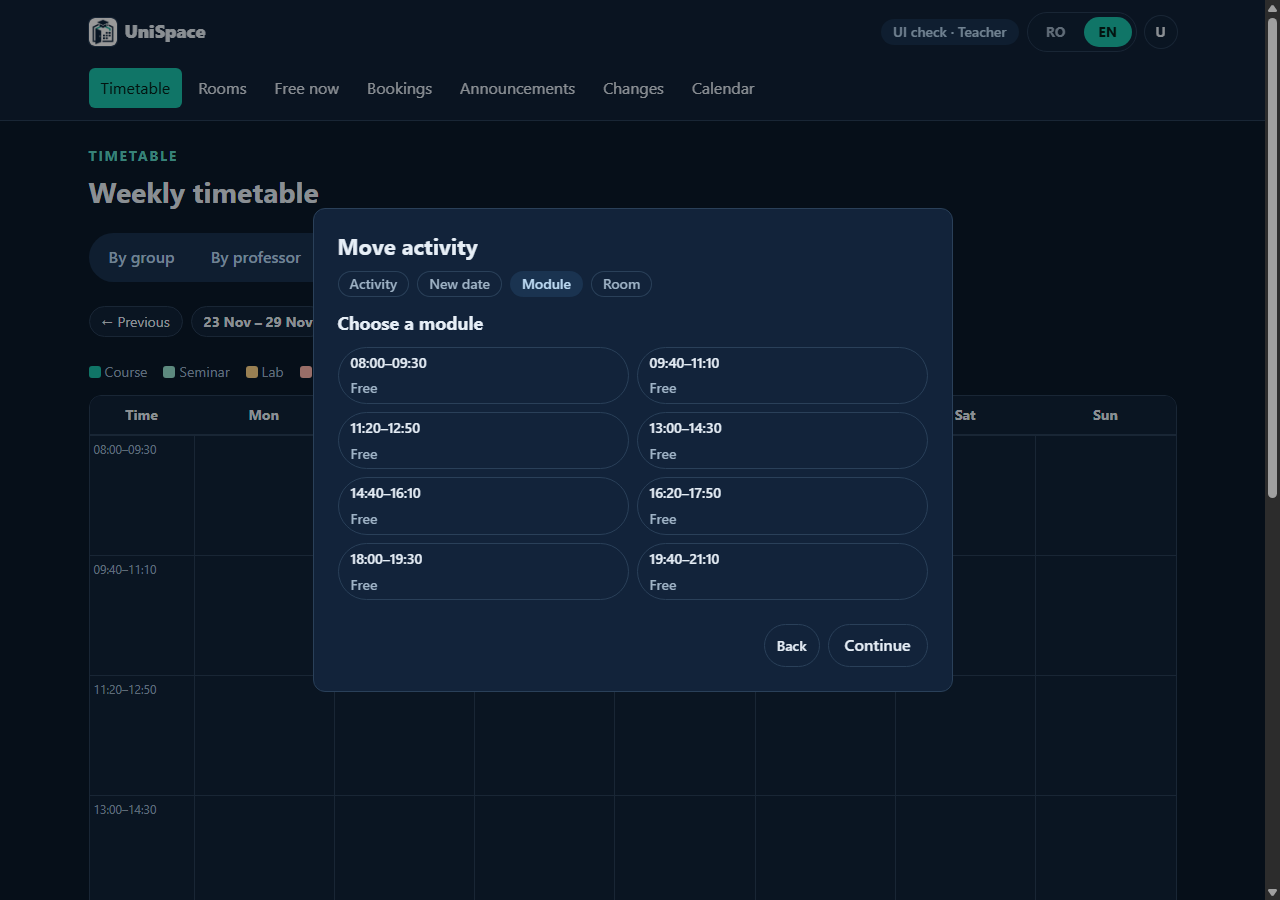 UniSpace
UI check · Teacher
RO
EN
U
Timetable
Rooms
Free now
Bookings
Announcements
Changes
Calendar
TIMETABLE
Weekly timetable
By group
By professor
← Previous
23 Nov – 29 Nov
Course
Seminar
Lab
Time
Mon
Sat
Sun
08:00–09:30
09:40–11:10
11:20–12:50
13:00–14:30
Move activity
Activity
New date
Module
Room
Choose a module
08:00–09:30
Free
09:40–11:10
Free
11:20–12:50
Free
13:00–14:30
Free
14:40–16:10
Free
16:20–17:50
Free
18:00–19:30
Free
19:40–21:10
Free
Back
Continue